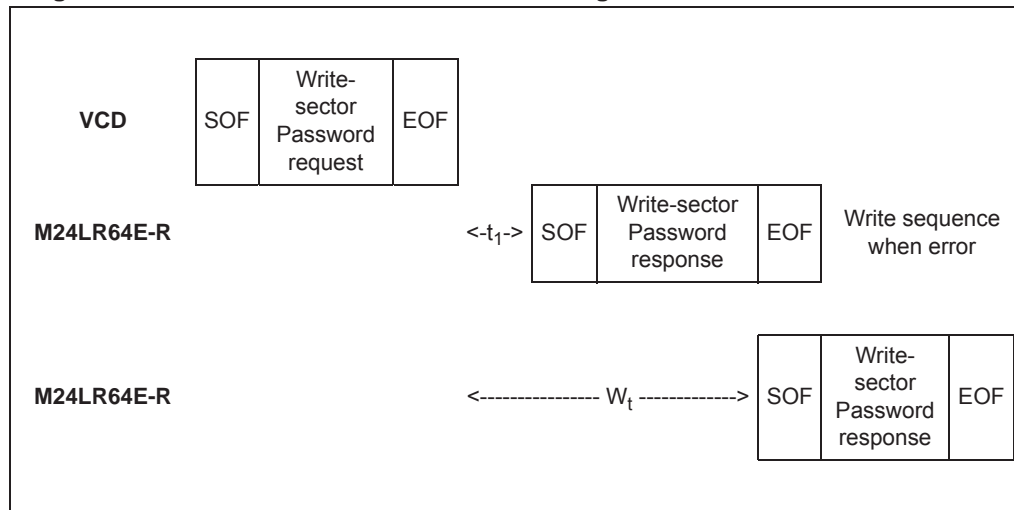 VCD
SOF
Write-
sector
Password
request
EOF
M24LR64E-R
<-t₁->
SOF
Write-sector
Password
response
EOF
Write sequence
when error
M24LR64E-R
<---------------- Wₜ ------------->
SOF
Write-
sector
Password
response
EOF